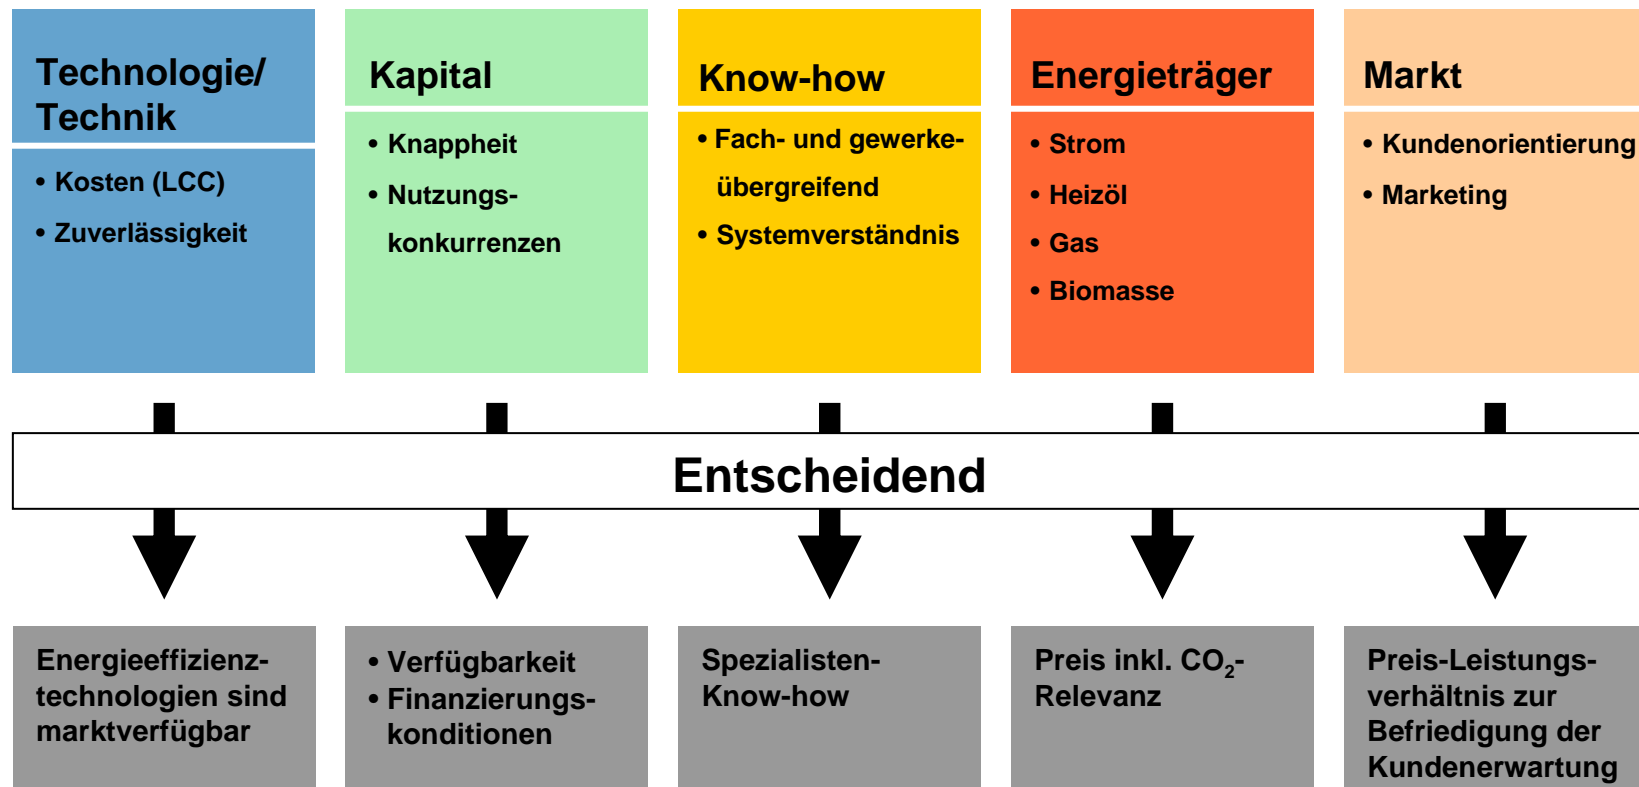 Technologie/
Technik
• Kosten (LCC)
• Zuverlässigkeit
Kapital
• Knappheit
• Nutzungs-
konkurrenzen
Know-how
• Fach- und gewerke-
übergreifend
• Systemverständnis
Energieträger
• Strom
• Heizöl
• Gas
• Biomasse
Markt
• Kundenorientierung
• Marketing
Entscheidend
Energieeffizienz-
technologien sind
marktverfügbar
• Verfügbarkeit
• Finanzierungs-
konditionen
Spezialisten-
Know-how
Preis inkl. CO₂-
Relevanz
Preis-Leistungs-
verhältnis zur
Befriedigung der
Kundenerwartung